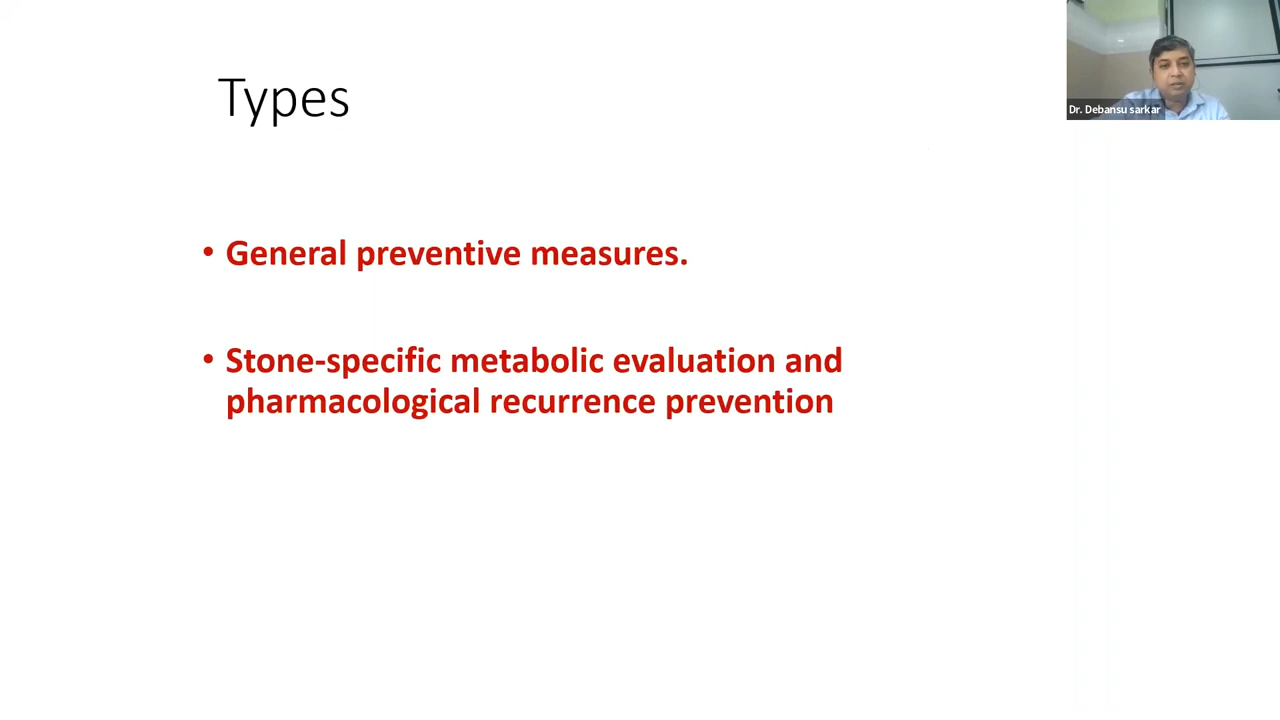 Types
Dr. Debansu sarkar
• General preventive measures.
• Stone-specific metabolic evaluation and
pharmacological recurrence prevention